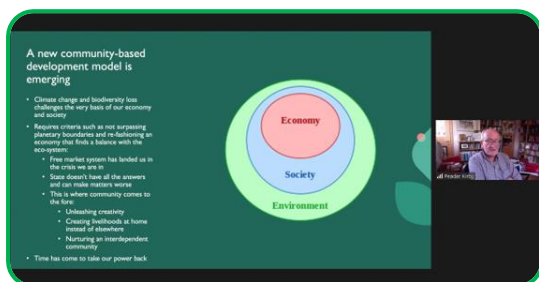 A new community-based
development model is
emerging
• Climate change and biodiversity loss
challenges the very basis of our economy
and society
• Requires criteria such as not surpassing
planetary boundaries and re-fashioning an
economy that finds a balance with the
eco-system:
• Free market system has landed us in
the crisis we are in
• State doesn't have all the answers
and can make matters worse
• This is where community comes to
the fore:
• Unleashing creativity
• Creating livelihoods at home
instead of elsewhere
• Nurturing an interdependent
community
• Time has come to take our power back
Economy
Society
Environment
Peadar Kirby